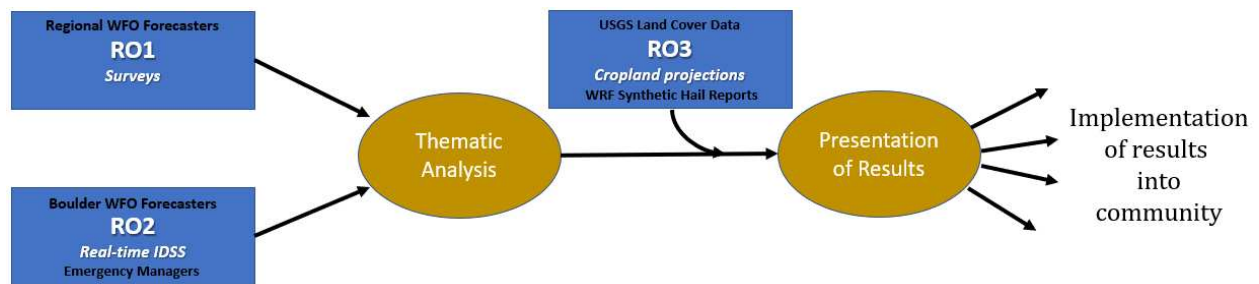 Regional WFO Forecasters
RO1
Surveys
Boulder WFO Forecasters
RO2
Real-time IDSS
Emergency Managers
Thematic
Analysis
USGS Land Cover Data
RO3
Cropland projections
WRF Synthetic Hail Reports
Presentation
of Results
Implementation
of results
into
community